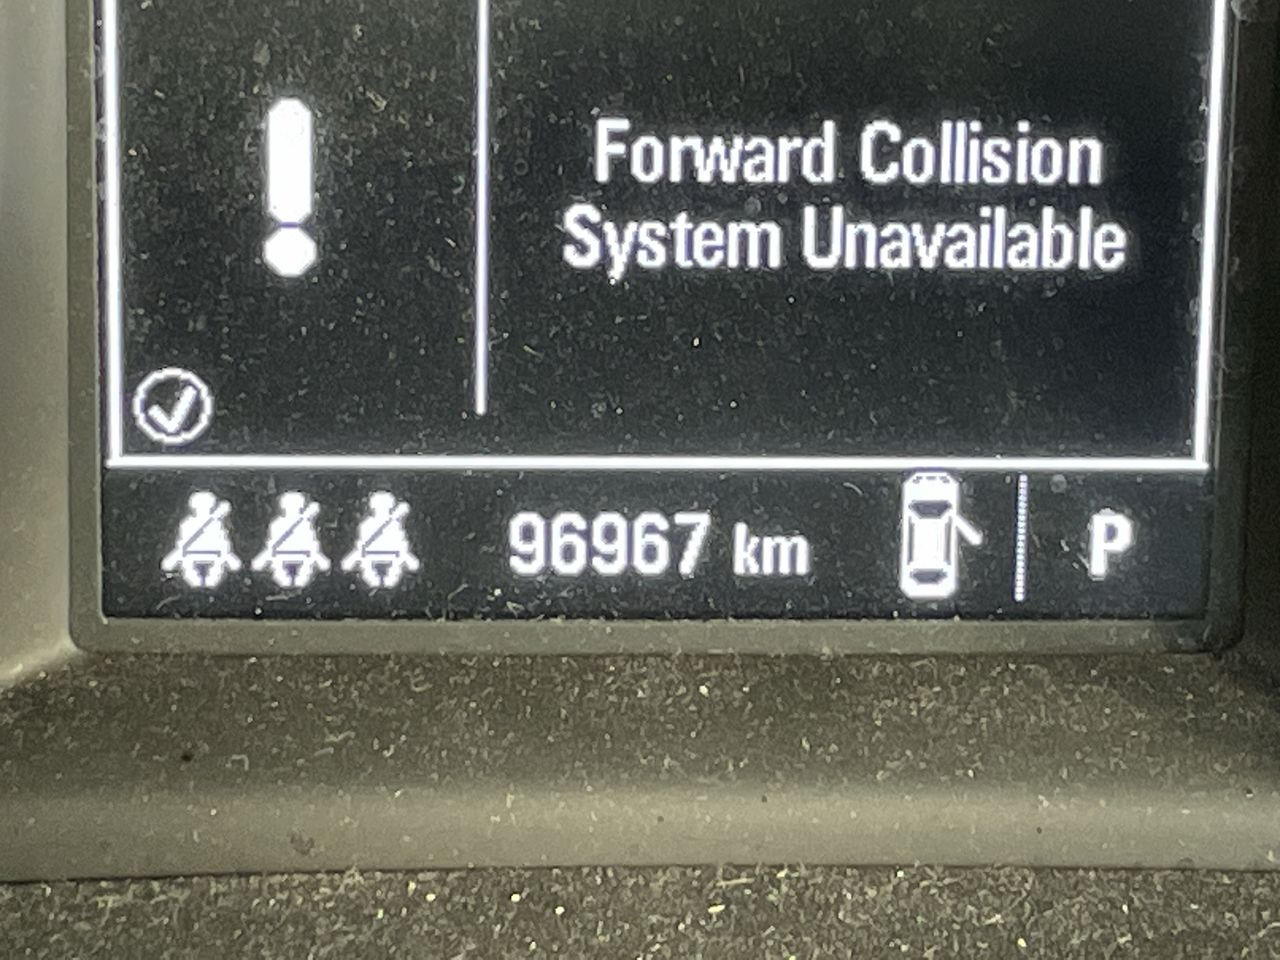 Forward Collision
System Unavailable
96967 km
P